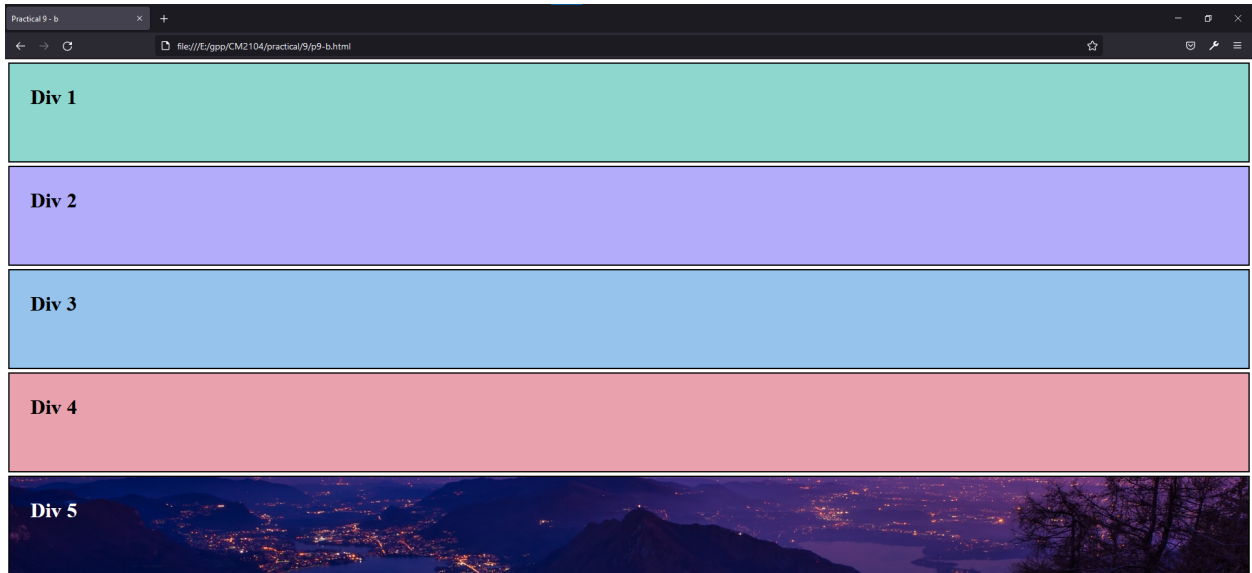 Practical 9 - b
file:///E:/gpp/CM2104/practical/9/p9-b.html
Div 1
Div 2
Div 3
Div 4
Div 5